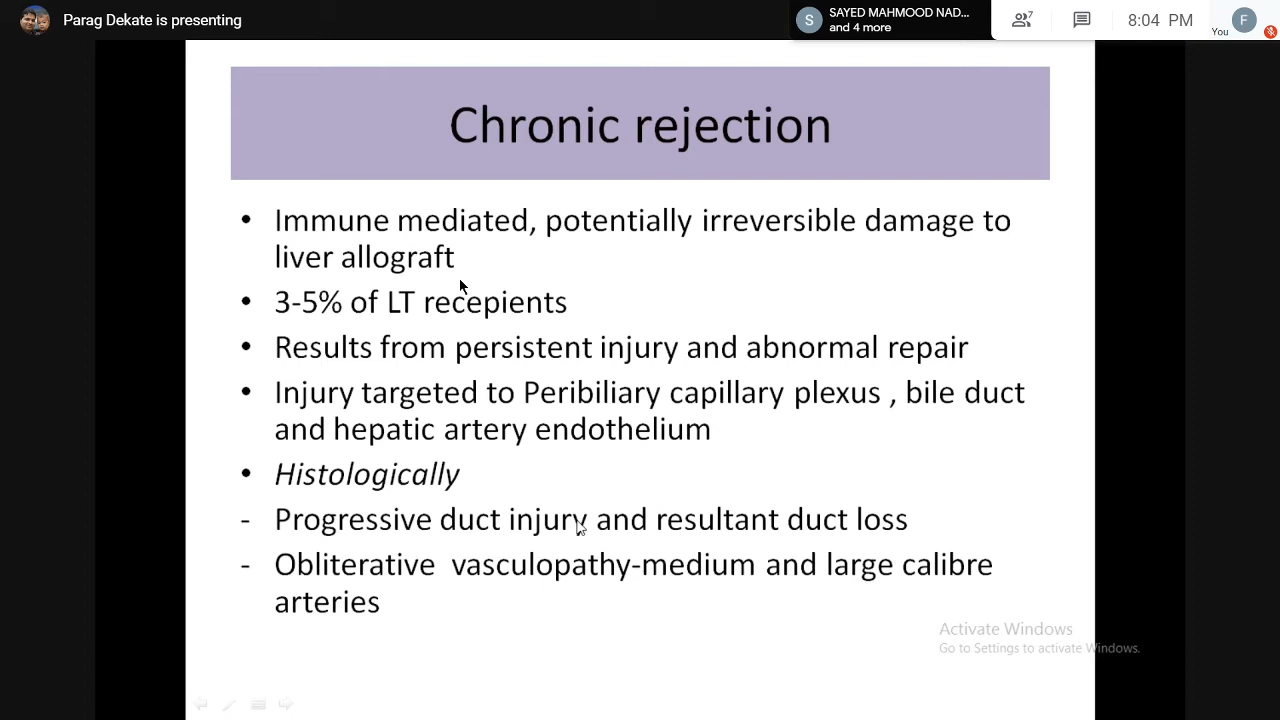 Parag Dekate is presenting
S
SAYED MAHMOOD NAD...
and 4 more
7
8:04 PM
You
F
Chronic rejection
• Immune mediated, potentially irreversible damage to
liver allograft
• 3-5% of LT recepients
• Results from persistent injury and abnormal repair
• Injury targeted to Peribiliary capillary plexus , bile duct
and hepatic artery endothelium
• Histologically
- Progressive duct injury and resultant duct loss
- Obliterative vasculopathy-medium and large calibre
arteries
Activate Windows
Go to Settings to activate Windows.